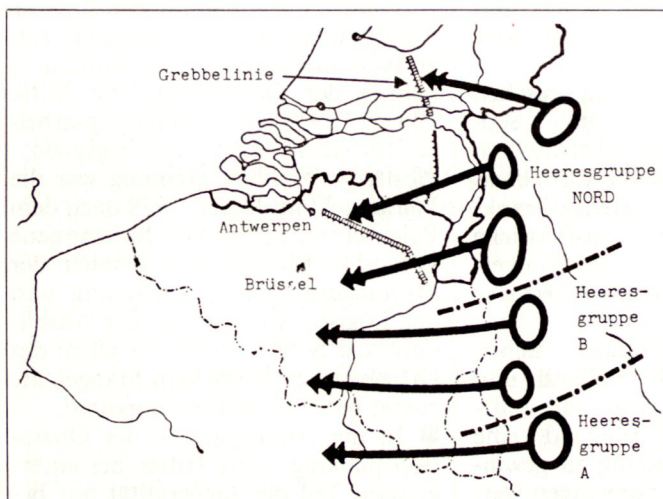 Grebbelinie
Heeresgruppe
NORD
Antwerpen
Brüssel
Heeres-
gruppe
B
Heeres-
gruppe
A